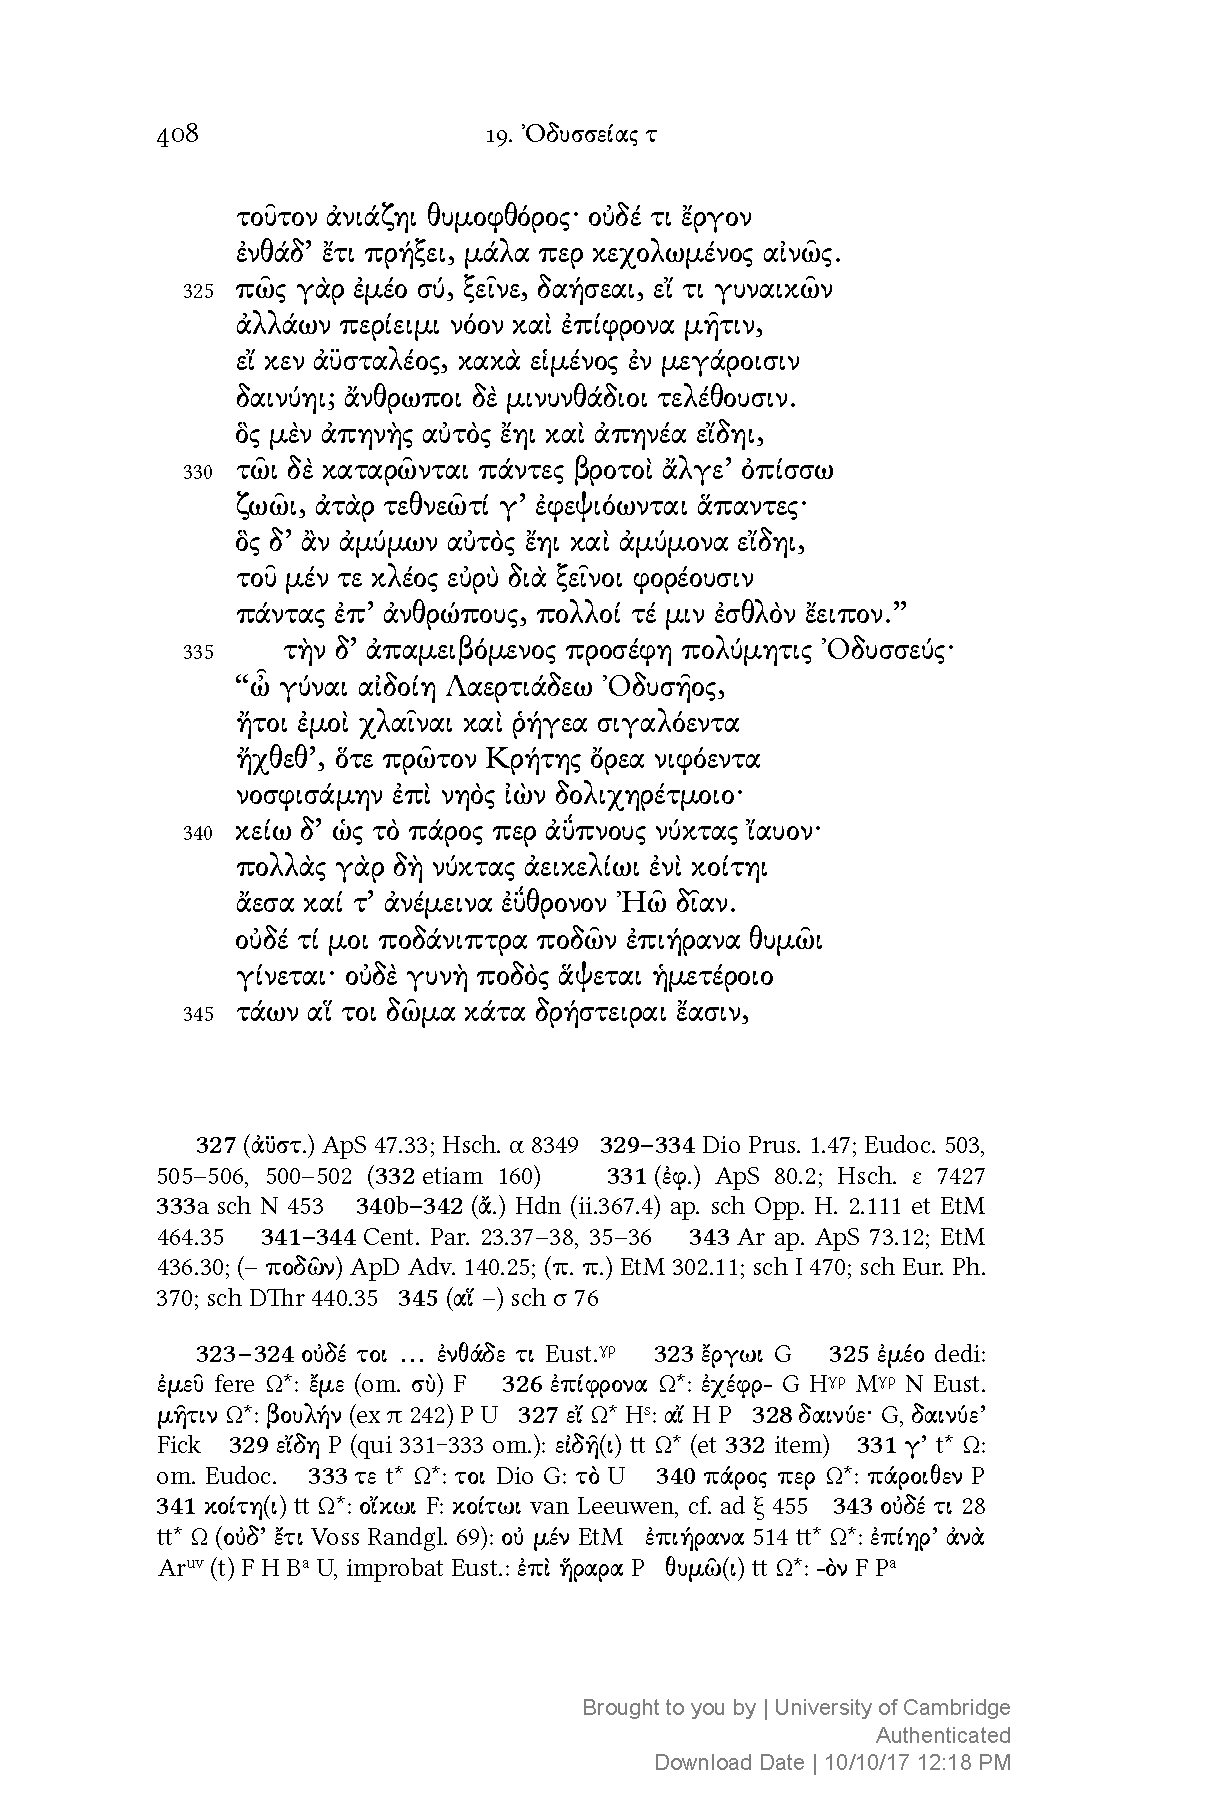 408 19. Ὀδυσσείας τ
τοῦτον ἀνιάζηι θυμοφθόρος· οὐδέ τι ἔργον
ἐνθάδ’ ἔτι πρήξει, μάλα περ κεχολωμένος αἰνῶς.
325 πῶς γὰρ ἐμέο σύ, ξεῖνε, δαήσεαι, εἴ τι γυναικῶν
ἀλλάων περίειμι νόον καὶ ἐπίφρονα μῆτιν,
εἴ κεν ἀϋσταλέος, κακὰ εἱμένος ἐν μεγάροισιν
δαινύηι; ἄνθρωποι δὲ μινυνθάδιοι τελέθουσιν.
ὃς μὲν ἀπηνὴς αὐτὸς ἔηι καὶ ἀπηνέα εἴδηι,
330 τῶι δὲ καταρῶνται πάντες βροτοὶ ἄλγε’ ὀπίσσω
ζωῶι, ἀτὰρ τεθνεῶτί γ’ ἐφεψιόωνται ἅπαντες·
ὃς δ’ ἂν ἀμύμων αὐτὸς ἔηι καὶ ἀμύμονα εἴδηι,
τοῦ μέν τε κλέος εὐρὺ διὰ ξεῖνοι φορέουσιν
πάντας ἐπ’ ἀνθρώπους, πολλοί τέ μιν ἐσθλὸν ἔειπον.”
335 τὴν δ’ ἀπαμειβόμενος προσέφη πολύμητις Ὀδυσσεύς·
“ὦ γύναι αἰδοίη Λαερτιάδεω Ὀδυσῆος,
ἤτοι ἐμοὶ χλαῖναι καὶ ῥήγεα σιγαλόεντα
ἤχθεθ’, ὅτε πρῶτον Κρήτης ὄρεα νιφόεντα
νοσφισάμην ἐπὶ νηὸς ἰὼν δολιχηρέτμοιο·
340 κείω δ’ ὡς τὸ πάρος περ ἀΰπνους νύκτας ἴαυον·
πολλὰς γὰρ δὴ νύκτας ἀεικελίωι ἐνὶ κοίτηι
ἄεσα καί τ’ ἀνέμεινα ἐΰθρονον Ἠῶ δῖαν.
οὐδέ τί μοι ποδάνιπτρα ποδῶν ἐπιήρανα θυμῶι
γίνεται· οὐδὲ γυνὴ ποδὸς ἅψεται ἡμετέροιο
345 τάων αἵ τοι δῶμα κάτα δρήστειραι ἔασιν,
327 (ἀϋστ.) ApS 47.33; Hsch. α 8349 329–334 Dio Prus. 1.47; Eudoc. 503,
505–506, 500–502 (332 etiam 160) 331 (ἐφ.) ApS 80.2; Hsch. ε 7427
333a sch N 453 340b–342 (ἄ.) Hdn (ii.367.4) ap. sch Opp. H. 2.111 et EtM
464.35 341–344 Cent. Par. 23.37–38, 35–36 343 Ar ap. ApS 73.12; EtM
436.30; (– ποδῶν) ApD Adv. 140.25; (π. π.) EtM 302.11; sch I 470; sch Eur. Ph.
370; sch DThr 440.35 345 (αἵ –) sch σ 76
323–324 οὐδέ τοι … ἐνθάδε τι Eust.γρ 323 ἔργωι G 325 ἐμέο dedi:
ἐμεῦ fere Ω*: ἔμε (om. σὺ) F 326 ἐπίφρονα Ω*: ἐχέφρ- G Hγρ Mγρ N Eust.
μῆτιν Ω*: βουλήν (ex π 242) P U 327 εἴ Ω* Hs: αἴ H P 328 δαινύε· G, δαινύε’
Fick 329 εἴδη P (qui 331–333 om.): εἰδῆ(ι) tt Ω* (et 332 item) 331 γ’ t* Ω:
om. Eudoc. 333 τε t* Ω*: τοι Dio G: τὸ U 340 πάρος περ Ω*: πάροιθεν P
341 κοίτη(ι) tt Ω*: οἴκωι F: κοίτωι van Leeuwen, cf. ad ξ 455 343 οὐδέ τι 28
tt* Ω (οὐδ’ ἔτι Voss Randgl. 69): οὐ μέν EtM ἐπιήρανα 514 tt* Ω*: ἐπίηρ’ ἀνὰ
Aruv (t) F H Ba U, improbat Eust.: ἐπὶ ἤραρα P θυμῶ(ι) tt Ω*: -ὸν F Pa
Brought to you by | University of Cambridge
Authenticated
Download Date | 10/10/17 12:18 PM